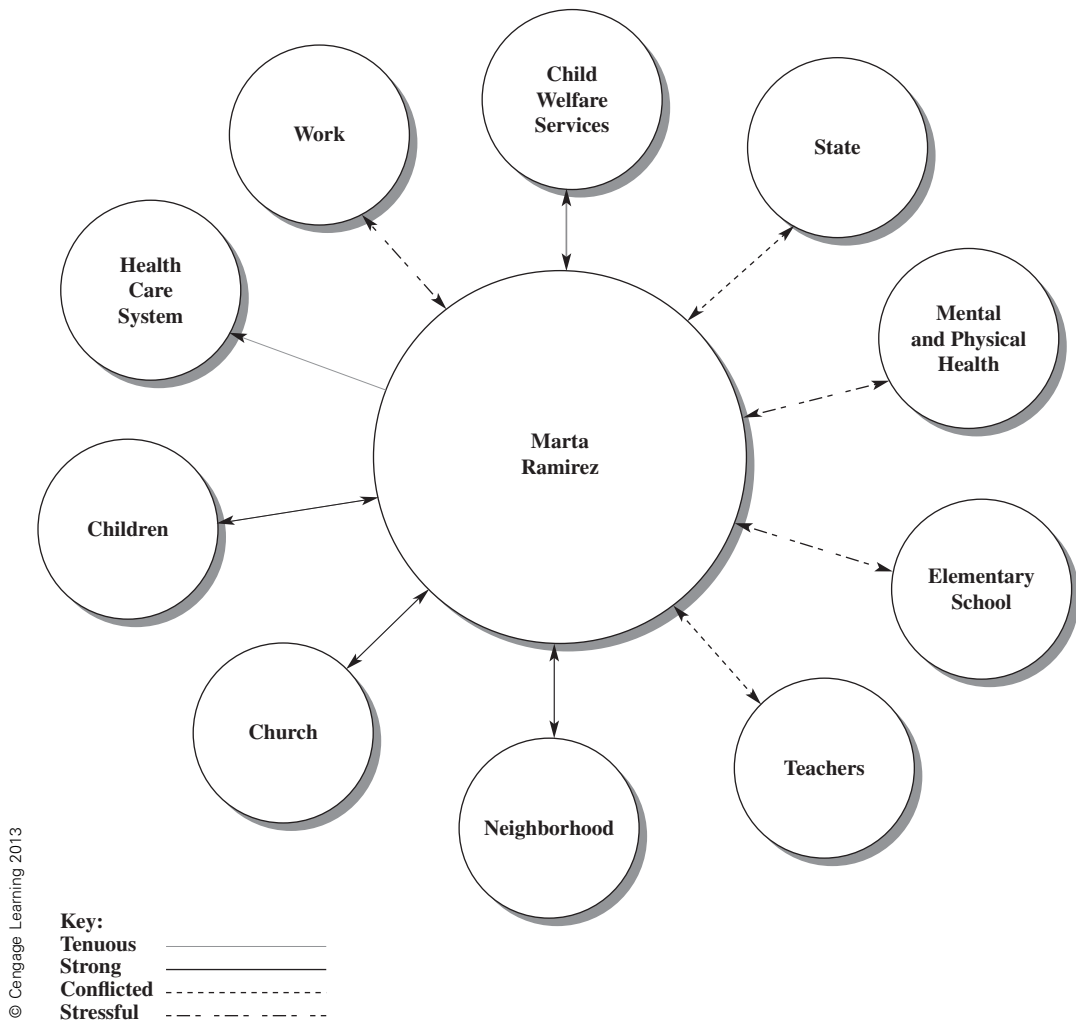 Child
Welfare
Services
Work
State
Health
Care
System
Mental
and Physical
Health
Marta
Ramirez
Children
Elementary
School
Church
Teachers
Neighborhood
© Cengage Learning 2013
Key:
Tenuous
Strong
Conflicted
Stressful